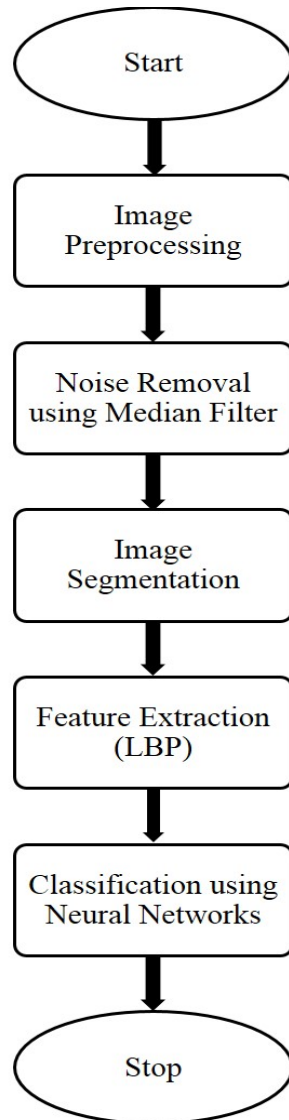 Start
Image
Preprocessing
Noise Removal
using Median Filter
Image
Segmentation
Feature Extraction
(LBP)
Classification using
Neural Networks
Stop